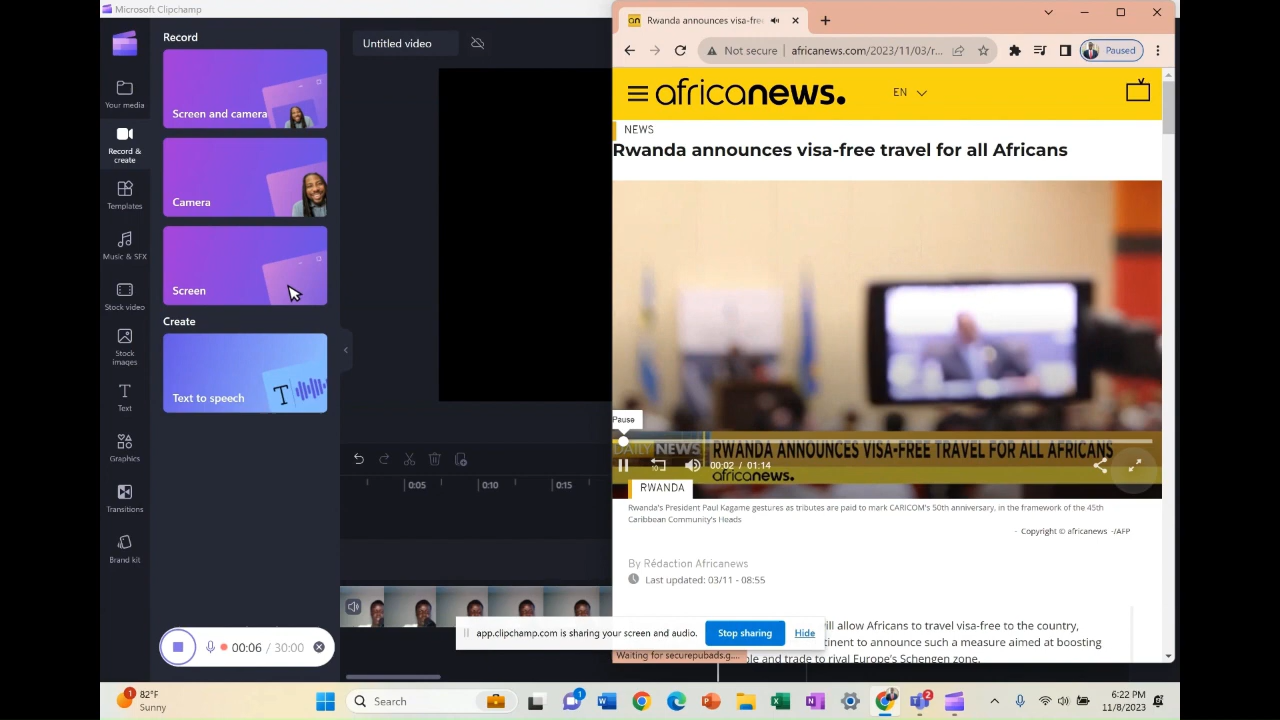 Microsoft Clipchamp
Your media
Record &
create
Templates
Music & SFX
Stock video
Stock
images
Text
Graphics
Transitions
Brand kit
Record
Screen and camera
Camera
Screen
Create
Text to speech
T
00:06 / 30:00
Untitled video
0:05
0:10
0:15
an
Rwanda announces visa-fre
Not secure
africanews.com/2023/11/03/r...
Paused
africanews.
EN
NEWS
Rwanda announces visa-free travel for all Africans
Pause
DAILY NEWS
RWANDA ANNOUNCES VISA-FREE TRAVEL FOR ALL AFRICANS
africanews.
00:02 / 01:14
RWANDA
Rwanda's President Paul Kagame gestures as tributes are paid to mark CARICOM's 50th anniversary, in the framework of the 45th
Caribbean Community's Heads
- Copyright © africanews -/AFP
By Rédaction Africanews
Last updated: 03/11 - 08:55
ill allow Africans to travel visa-free to the country,
tinent to announce such a measure aimed at boosting
ple and trade to rival Europe's Schengen zone.
app.clipchamp.com is sharing your screen and audio.
Stop sharing
Hide
Waiting for securepubads.g....
1
82°F
Sunny
Search
1
2
6:22 PM
11/8/2023